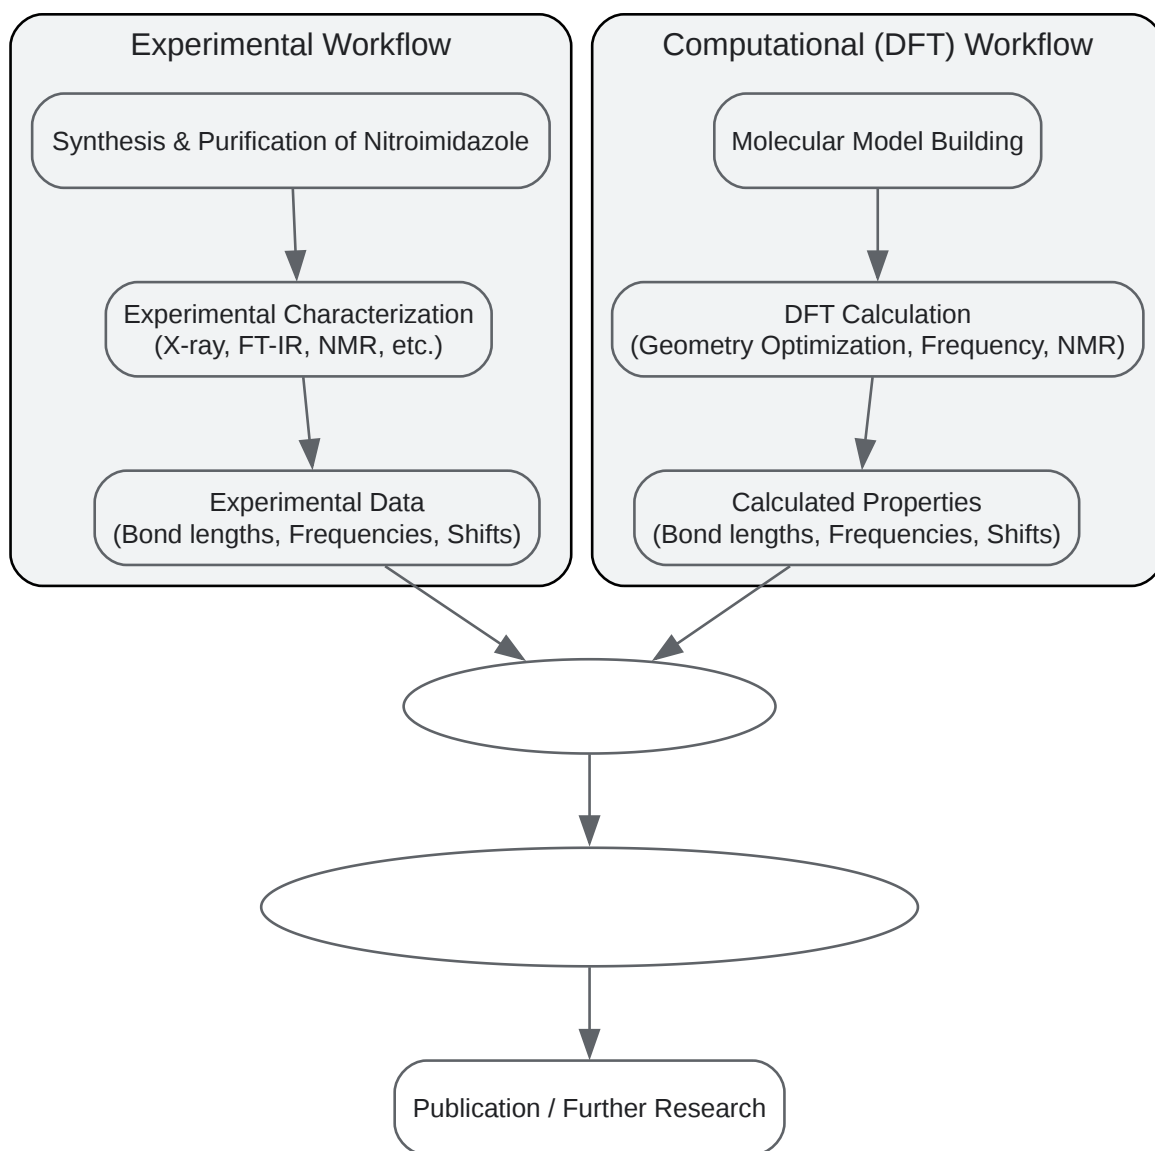 Experimental Workflow
Synthesis & Purification of Nitroimidazole
Experimental Characterization
(X-ray, FT-IR, NMR, etc.)
Experimental Data
(Bond lengths, Frequencies, Shifts)
Computational (DFT) Workflow
Molecular Model Building
DFT Calculation
(Geometry Optimization, Frequency, NMR)
Calculated Properties
(Bond lengths, Frequencies, Shifts)
Publication / Further Research